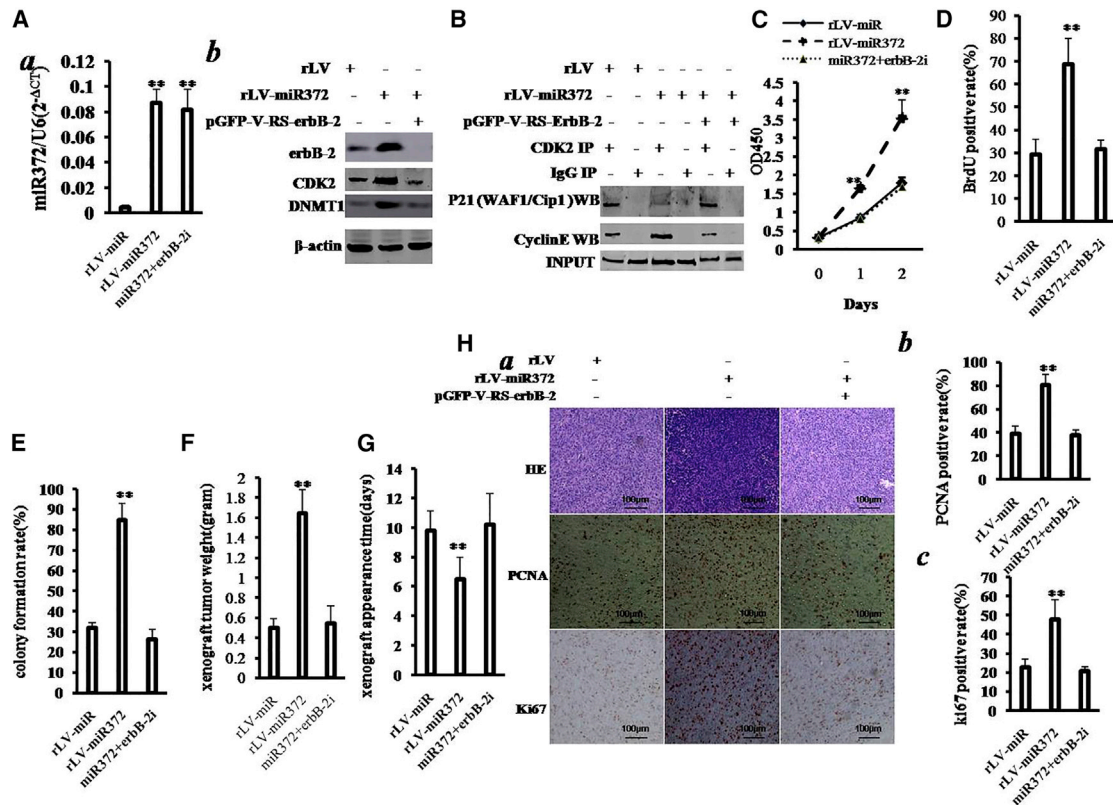 A
a
miR372/U6(2-ΔCT)
0.12
0.1
0.08
0.06
0.04
0.02
0
** **
rLV-miR
rLV-miR372
miR372+erbB-2i
b
rLV + - -
rLV-miR372 - + +
pGFP-V-RS-erbB-2 - - +
erbB-2
CDK2
DNMT1
β-actin
B
rLV + + - - - -
rLV-miR372 - - + + + +
pGFP-V-RS-ErbB-2 - - - - + +
CDK2 IP + - + - + -
IgG IP - + - + - +
P21 (WAF1/Cip1) WB
CyclinE WB
INPUT
C
rLV-miR
rLV-miR372
miR372+erbB-2i
OD450
4.5
4
3.5
3
2.5
2
1.5
1
0.5
0
**
**
0 1 2
Days
D
BrdU positive rate(%)
90
80
70
60
50
40
30
20
10
0
**
rLV-miR
rLV-miR372
miR372+erbB-2i
E
colony formation rate(%)
100
90
80
70
60
50
40
30
20
10
0
**
rLV-miR
rLV-miR372
miR372+erbB-2i
F
xenograft tumor weight(gram)
2
1.8
1.6
1.4
1.2
1
0.8
0.6
0.4
0.2
0
**
rLV-miR
rLV-miR372
miR372+erbB-2i
G
xenograft appearance time(days)
14
12
10
8
6
4
2
0
**
rLV-miR
rLV-miR372
miR372+erbB-2i
H
a
rLV + - -
rLV-miR372 - + +
pGFP-V-RS-erbB-2 - - +
HE
100μm 100μm 100μm
PCNA
100μm 100μm 100μm
Ki67
100μm 100μm 100μm
b
PCNA positive rate(%)
100
80
60
40
20
0
**
rLV-miR
rLV-miR372
miR372+erbB-2i
c
ki67 positive rate(%)
70
60
50
40
30
20
10
0
**
rLV-miR
rLV-miR372
miR372+erbB-2i